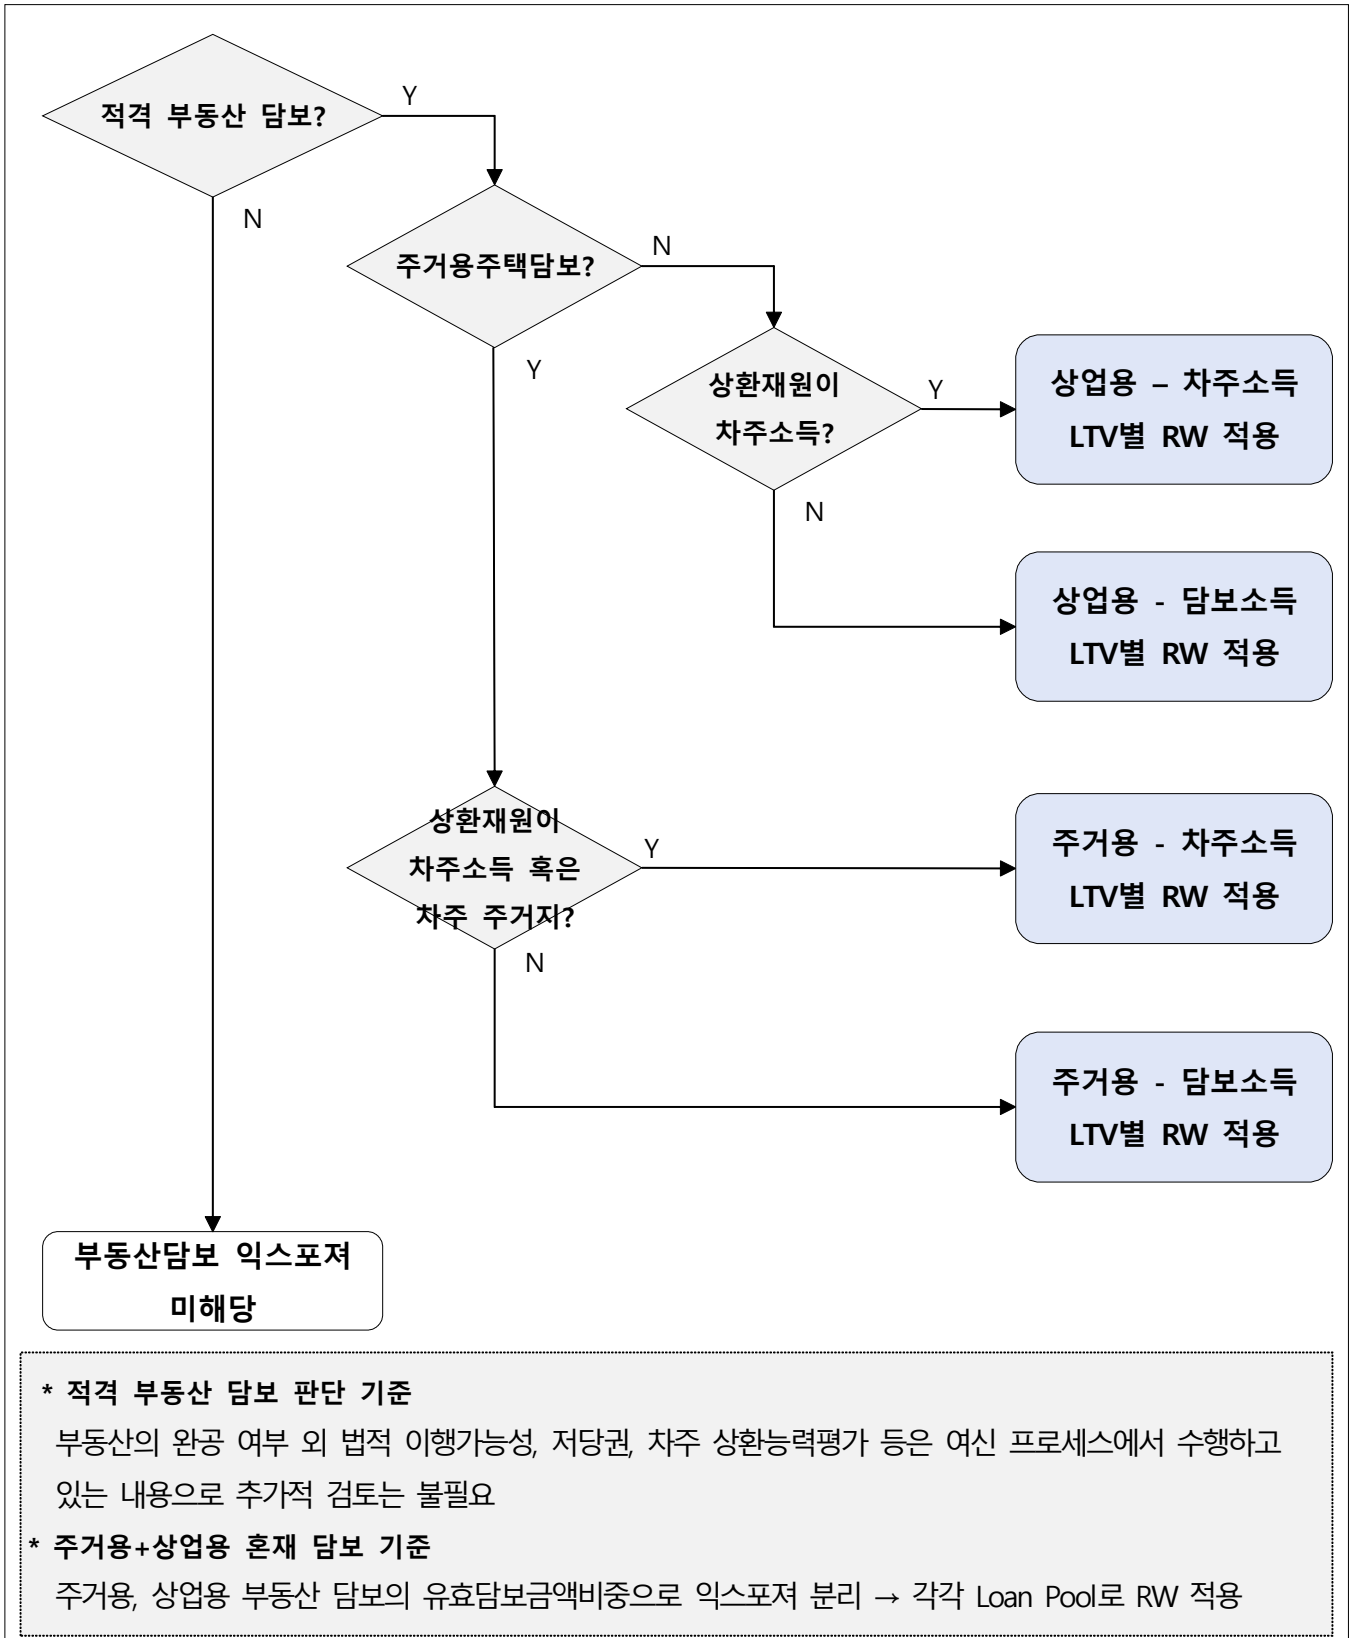 적격 부동산 담보?
Y
N
주거용주택담보?
N
Y
상환재원이
차주소득?
Y
N
상업용 – 차주소득
LTV별 RW 적용
상업용 - 담보소득
LTV별 RW 적용
상환재원이
차주소득 혹은
차주 주거지?
Y
N
주거용 - 차주소득
LTV별 RW 적용
주거용 - 담보소득
LTV별 RW 적용
부동산담보 익스포져
미해당
* 적격 부동산 담보 판단 기준
부동산의 완공 여부 외 법적 이행가능성, 저당권, 차주 상환능력평가 등은 여신 프로세스에서 수행하고
있는 내용으로 추가적 검토는 불필요
* 주거용+상업용 혼재 담보 기준
주거용, 상업용 부동산 담보의 유효담보금액비중으로 익스포져 분리 → 각각 Loan Pool로 RW 적용